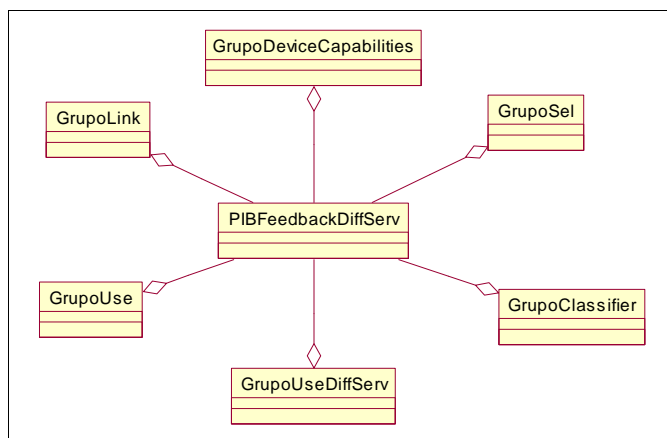 GrupoDeviceCapabilities
GrupoLink
GrupoSel
PIBFeedbackDiffServ
GrupoUse
GrupoClassifier
GrupoUseDiffServ